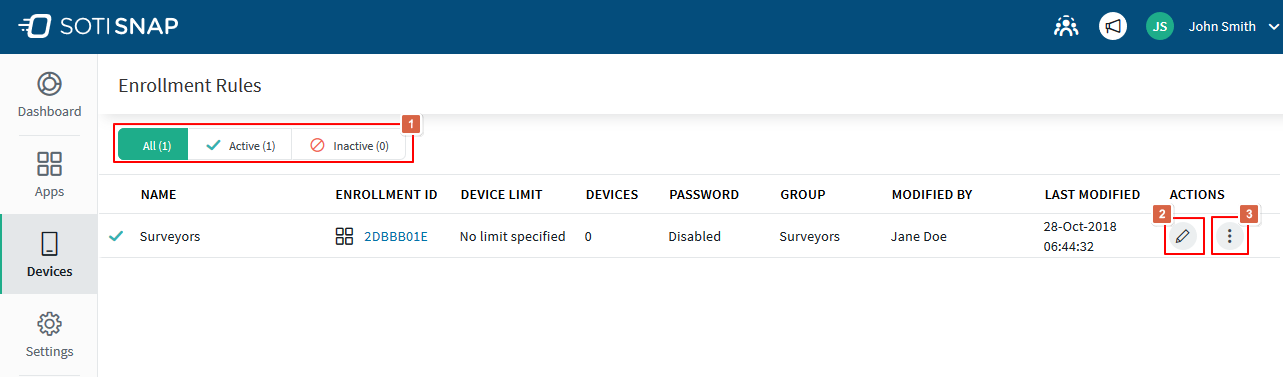 SOTI SNAP
JS John Smith
Dashboard
Apps
Devices
Settings
Enrollment Rules
1
All (1) Active (1) Inactive (0)
NAME ENROLLMENT ID DEVICE LIMIT DEVICES PASSWORD GROUP MODIFIED BY LAST MODIFIED ACTIONS
2 3
Surveyors 2DBBB01E No limit specified 0 Disabled Surveyors Jane Doe 28-Oct-2018
06:44:32